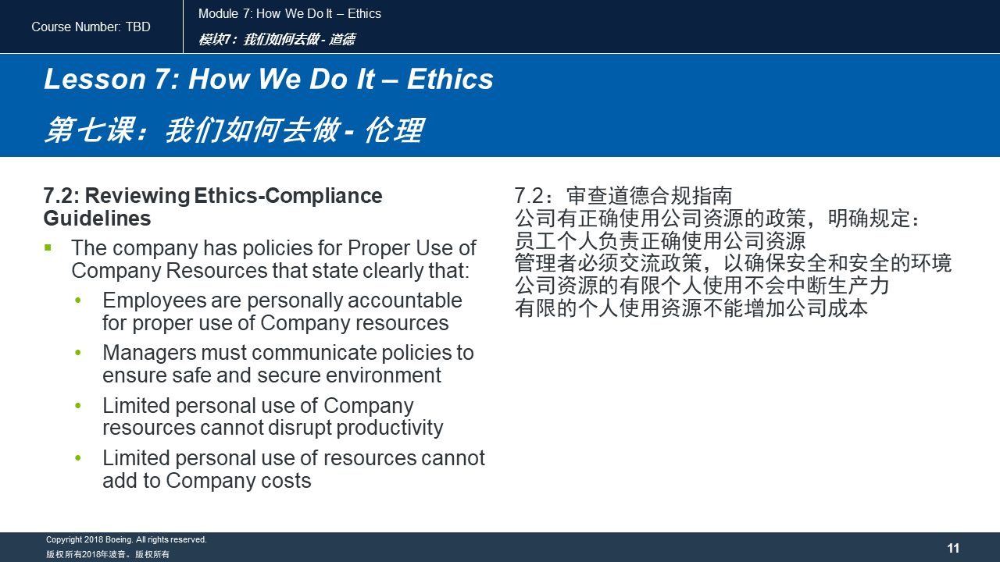 Course Number: TBD
Module 7: How We Do It – Ethics
模块7：我们如何去做 - 道德
Lesson 7: How We Do It – Ethics
第七课：我们如何去做 - 伦理
7.2: Reviewing Ethics-Compliance
Guidelines
▪ The company has policies for Proper Use of
Company Resources that state clearly that:
• Employees are personally accountable
for proper use of Company resources
• Managers must communicate policies to
ensure safe and secure environment
• Limited personal use of Company
resources cannot disrupt productivity
• Limited personal use of resources cannot
add to Company costs
7.2：审查道德合规指南
公司有正确使用公司资源的政策，明确规定：
员工个人负责正确使用公司资源
管理者必须交流政策，以确保安全和安全的环境
公司资源的有限个人使用不会中断生产力
有限的个人使用资源不能增加公司成本
Copyright 2018 Boeing. All rights reserved.
版权所有2018年波音。版权所有
11